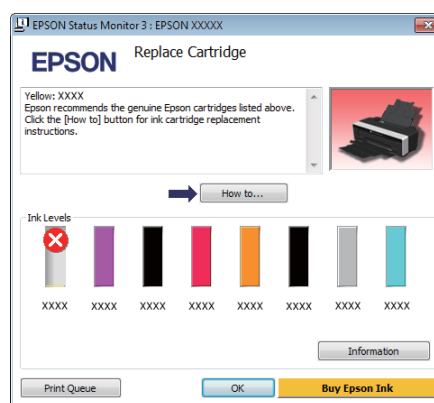 EPSON Status Monitor 3 : EPSON XXXXX
EPSON
Replace Cartridge
Yellow: XXXX
Epson recommends the genuine Epson cartridges listed above.
Click the [How to] button for ink cartridge replacement
instructions.
How to...
Ink Levels
XXXX XXXX XXXX XXXX XXXX XXXX XXXX XXXX
Information
Print Queue OK Buy Epson Ink